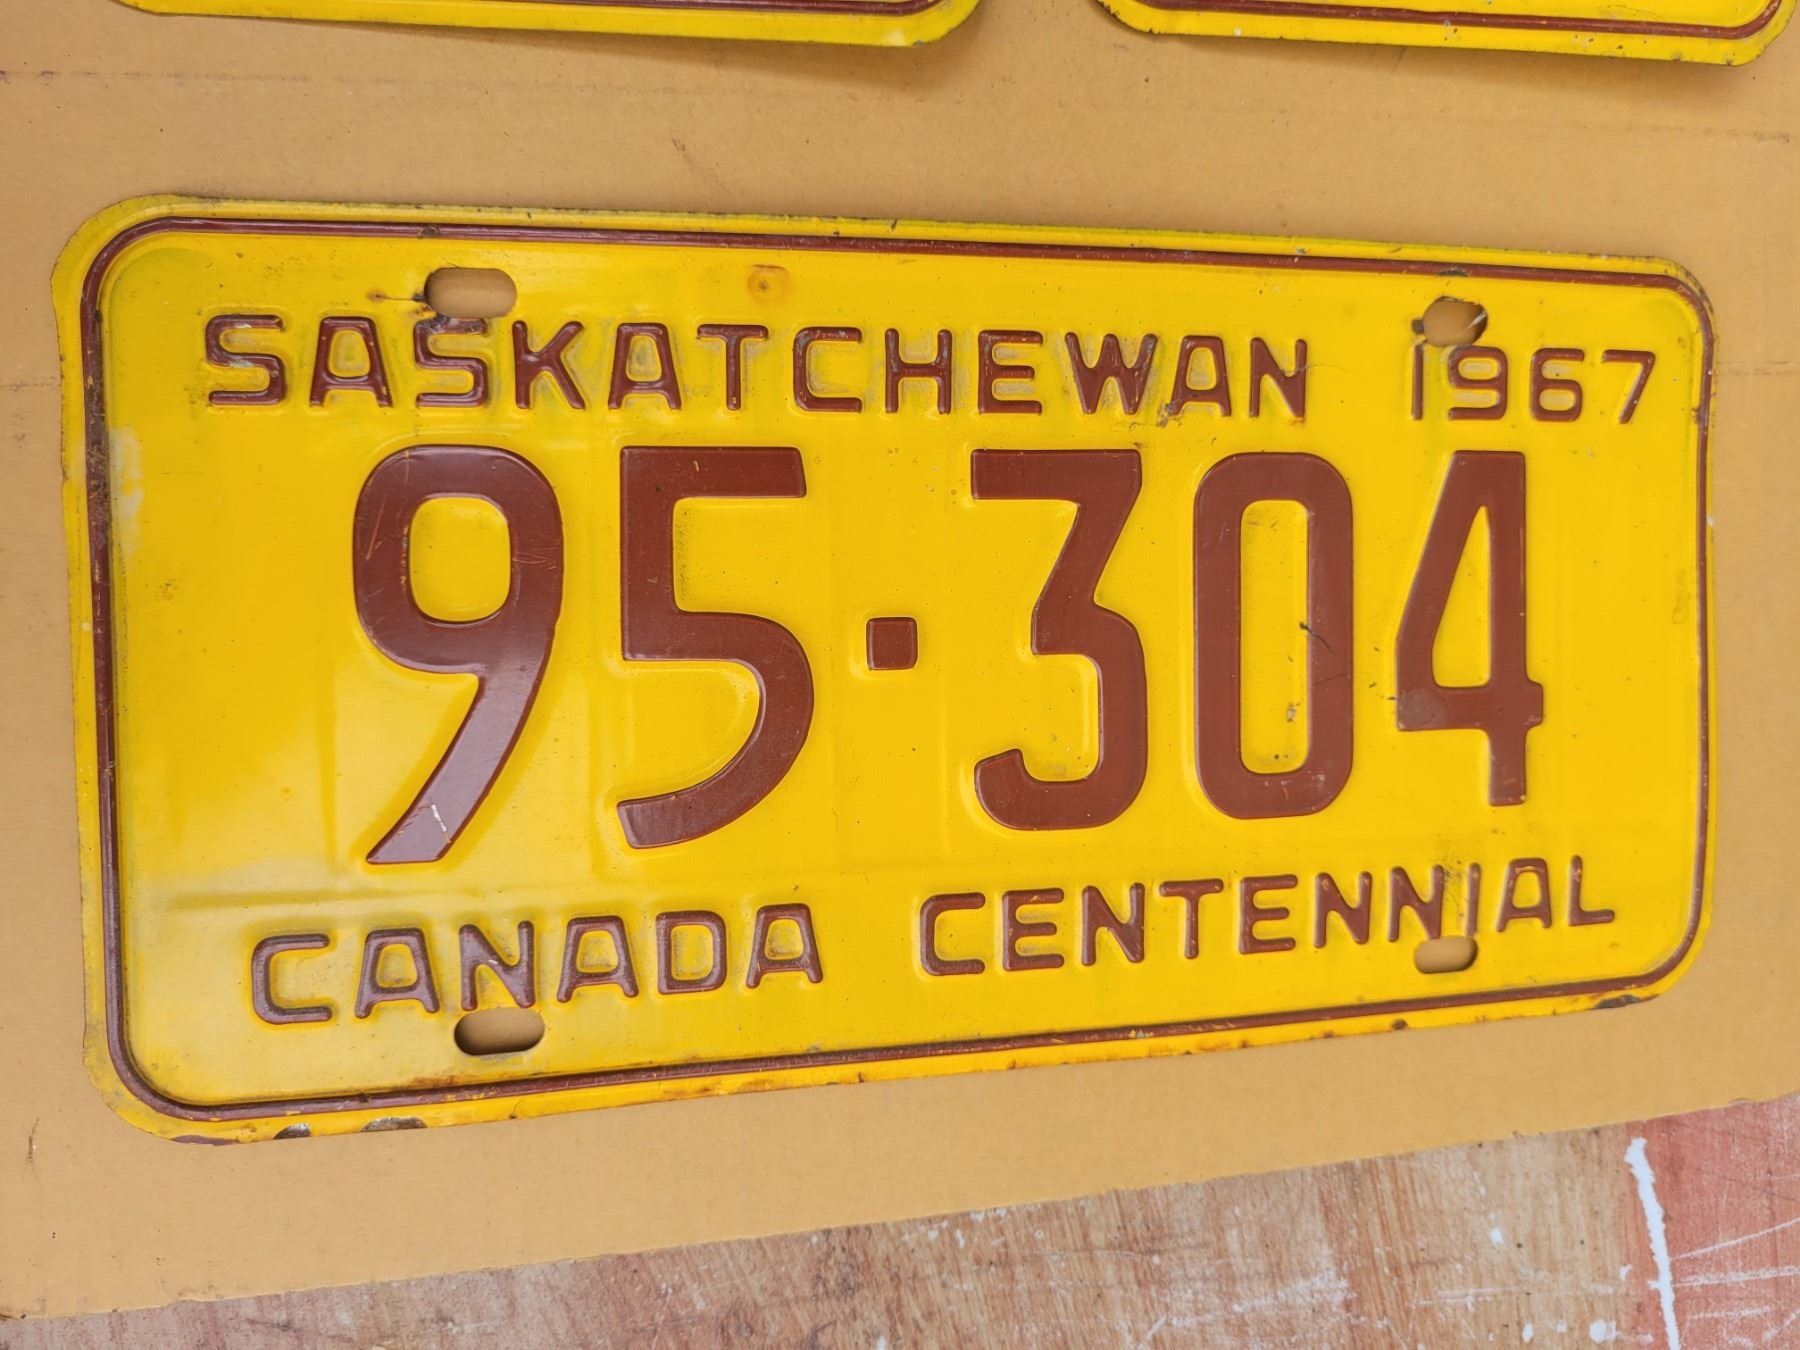 SASKATCHEWAN 1967
95·304
CANADA CENTENNIAL